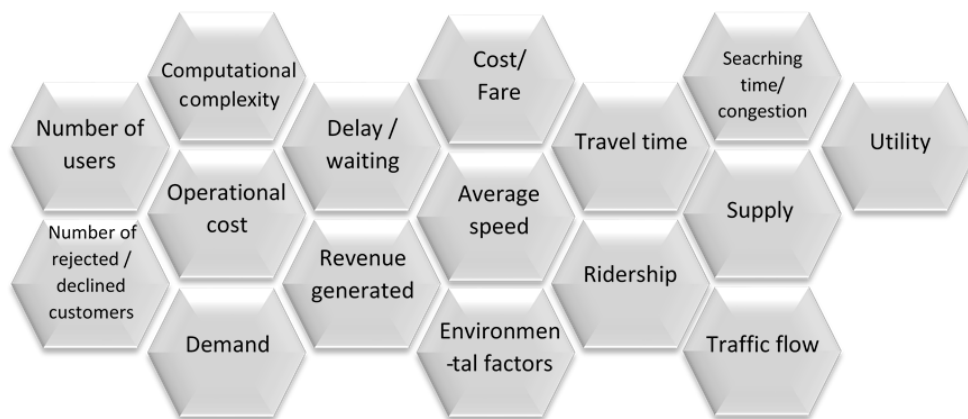 Number of
users
Number of
rejected /
declined
customers
Computational
complexity
Operational
cost
Demand
Delay /
waiting
Revenue
generated
Cost/
Fare
Average
speed
Environmen
-tal factors
Travel time
Ridership
Seacrhing
time/
congestion
Supply
Traffic flow
Utility